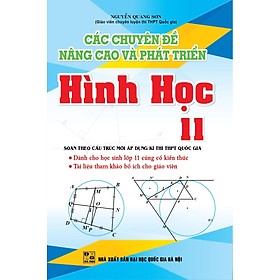 NGUYỄN QUANG SƠN
(Giáo viên chuyên luyện thi THPT Quốc gia)
CÁC CHUYÊN ĐỀ
NÂNG CAO VÀ PHÁT TRIỂN
Hình Học
11
SOẠN THEO CẤU TRÚC MỚI ÁP DỤNG KÌ THI THPT QUỐC GIA
• Dành cho học sinh lớp 11 củng cố kiến thức
• Tài liệu tham khảo bổ ích cho giáo viên
NHÀ XUẤT BẢN ĐẠI HỌC QUỐC GIA HÀ NỘI